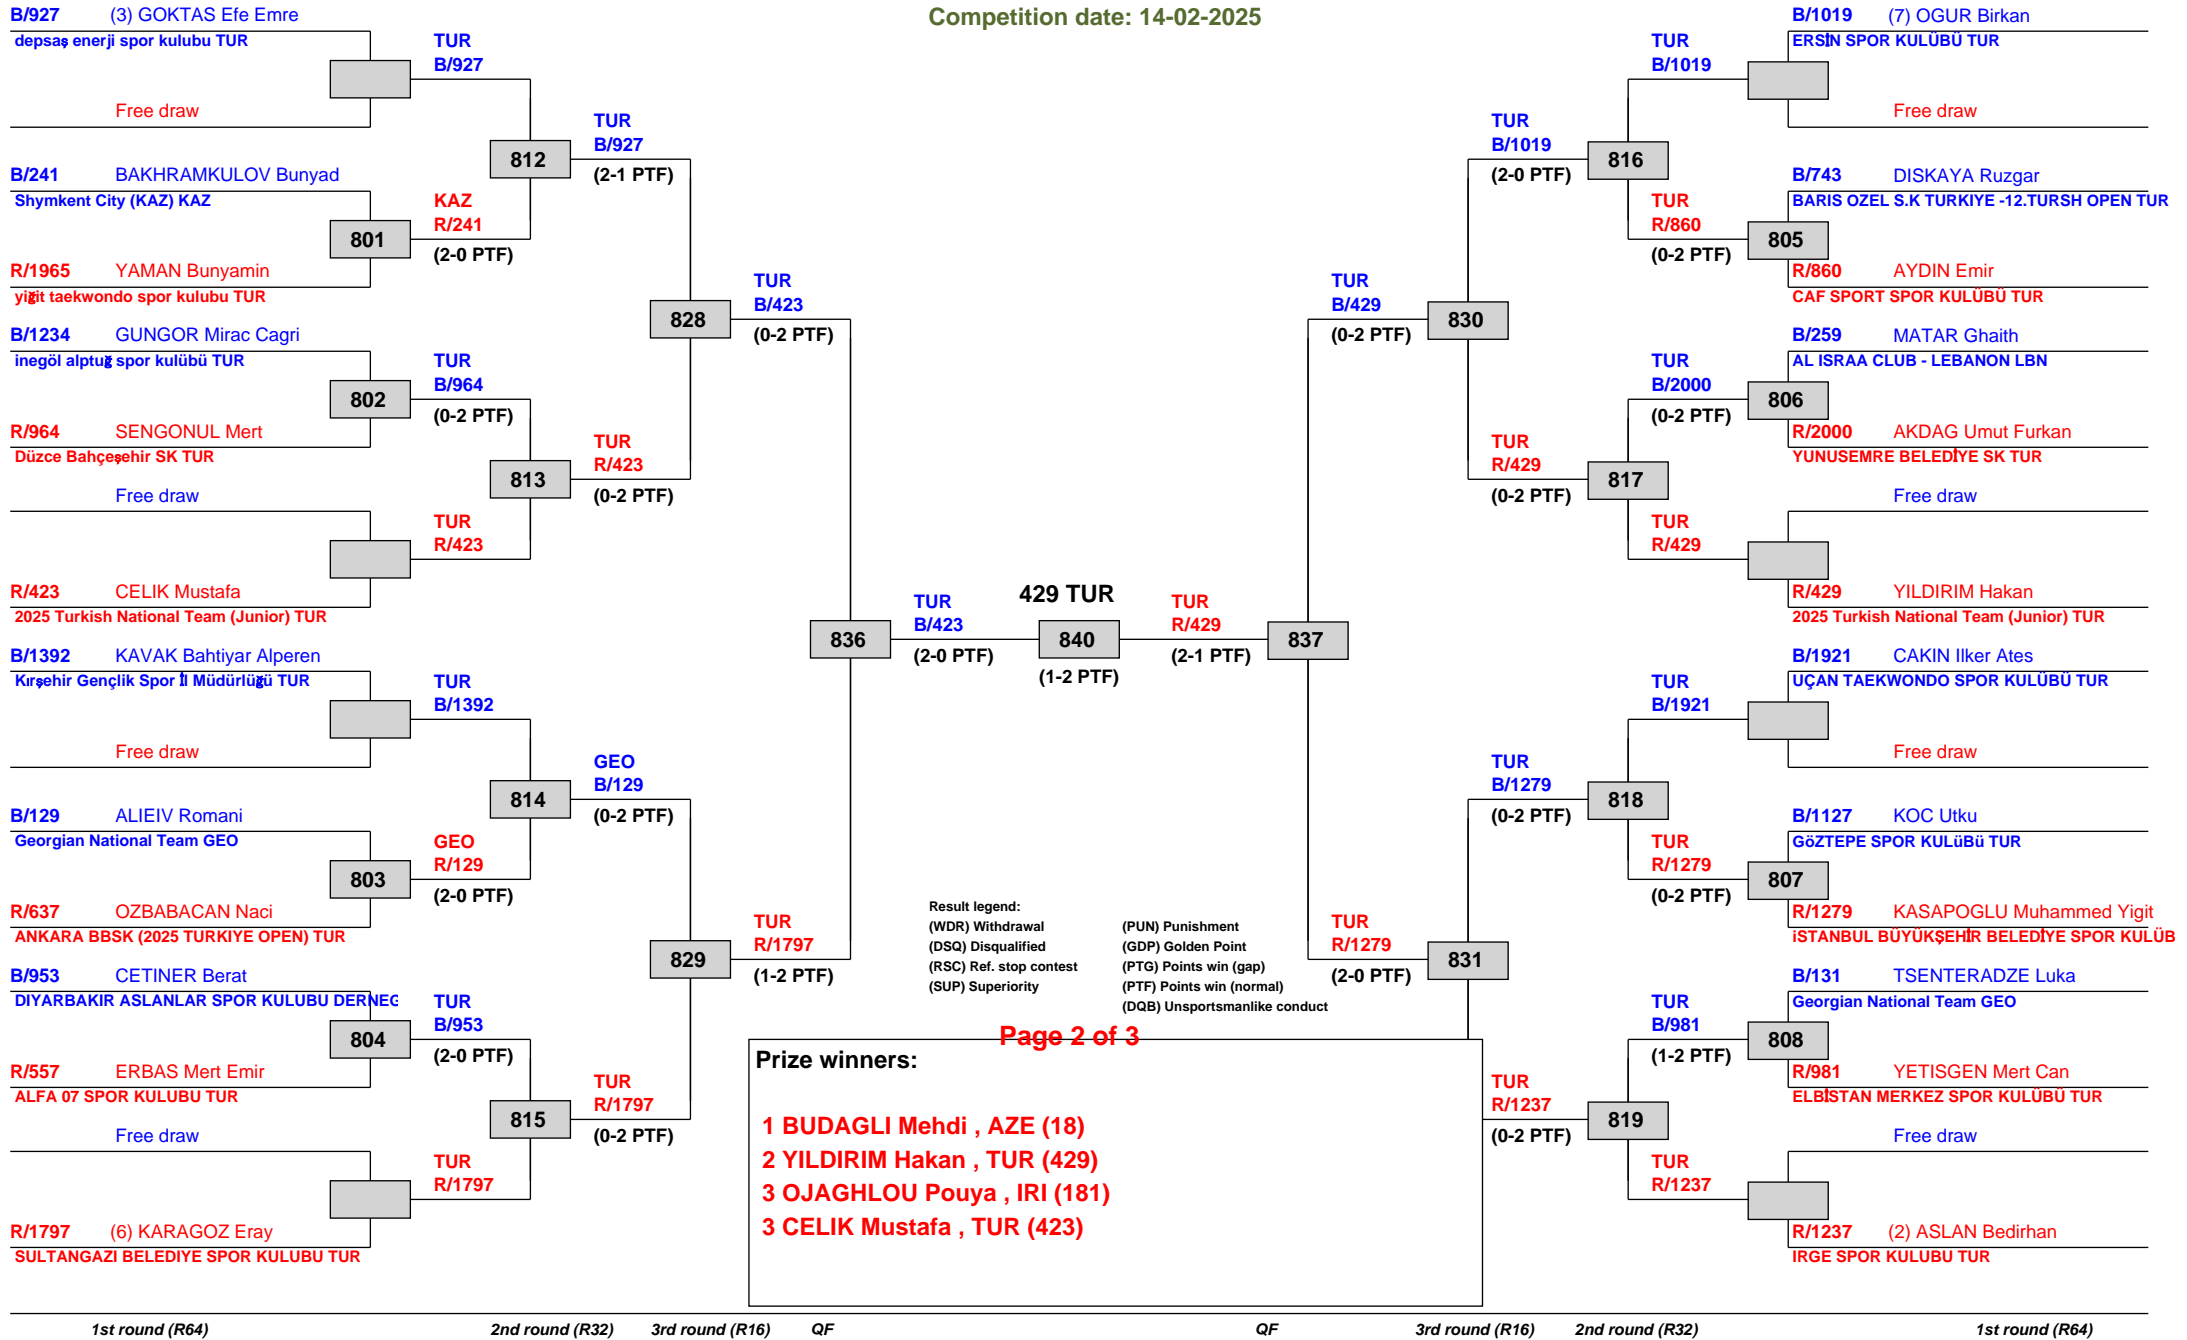 Competition date: 14-02-2025
B/927 (3) GOKTAS Efe Emre
depsaş enerji spor kulubu TUR
Free draw
B/241 BAKHRAMKULOV Bunyad
Shymkent City (KAZ) KAZ
801
R/1965 YAMAN Bunyamin
yiğit taekwondo spor kulubu TUR
B/1234 GUNGOR Mirac Cagri
inegöl alptuğ spor kulübü TUR
802
R/964 SENGONUL Mert
Düzce Bahçeşehir SK TUR
Free draw
R/423 CELIK Mustafa
2025 Turkish National Team (Junior) TUR
B/1392 KAVAK Bahtiyar Alperen
Kırşehir Gençlik Spor İl Müdürlüğü TUR
Free draw
B/129 ALIEIV Romani
Georgian National Team GEO
803
R/637 OZBABACAN Naci
ANKARA BBSK (2025 TURKIYE OPEN) TUR
B/953 CETINER Berat
DIYARBAKIR ASLANLAR SPOR KULUBU DERNEG
804
R/557 ERBAS Mert Emir
ALFA 07 SPOR KULUBU TUR
Free draw
R/1797 (6) KARAGOZ Eray
SULTANGAZI BELEDIYE SPOR KULUBU TUR
TUR
B/927
812
KAZ
R/241
(2-0 PTF)
TUR
B/964
(0-2 PTF)
813
TUR
R/423
TUR
B/1392
814
GEO
R/129
(2-0 PTF)
TUR
B/953
(2-0 PTF)
815
TUR
R/1797
TUR
B/927
(2-1 PTF)
828
TUR
R/423
(0-2 PTF)
GEO
B/129
(0-2 PTF)
829
TUR
R/1797
(0-2 PTF)
TUR
B/423
(0-2 PTF)
836
TUR
R/1797
(1-2 PTF)
TUR
B/423
(2-0 PTF)
429 TUR
840
(1-2 PTF)
TUR
R/429
(2-1 PTF)
TUR
B/429
(0-2 PTF)
837
TUR
R/1279
(2-0 PTF)
TUR
B/1019
(2-0 PTF)
830
TUR
R/429
(0-2 PTF)
TUR
B/1279
(0-2 PTF)
831
TUR
R/1237
(0-2 PTF)
TUR
B/1019
816
TUR
R/860
(0-2 PTF)
TUR
B/2000
(0-2 PTF)
817
TUR
R/429
TUR
B/1921
818
TUR
R/1279
(0-2 PTF)
TUR
B/981
(1-2 PTF)
819
TUR
R/1237
B/1019 (7) OGUR Birkan
ERSİN SPOR KULÜBÜ TUR
Free draw
B/743 DISKAYA Ruzgar
BARIS OZEL S.K TURKIYE -12.TURSH OPEN TUR
805
R/860 AYDIN Emir
CAF SPORT SPOR KULÜBÜ TUR
B/259 MATAR Ghaith
AL ISRAA CLUB - LEBANON LBN
806
R/2000 AKDAG Umut Furkan
YUNUSEMRE BELEDİYE SK TUR
Free draw
R/429 YILDIRIM Hakan
2025 Turkish National Team (Junior) TUR
B/1921 CAKIN Ilker Ates
UÇAN TAEKWONDO SPOR KULÜBÜ TUR
Free draw
B/1127 KOC Utku
GöZTEPE SPOR KULüBü TUR
807
R/1279 KASAPOGLU Muhammed Yigit
iSTANBUL BÜYÜKŞEHİR BELEDİYE SPOR KULÜB
B/131 TSENTERADZE Luka
Georgian National Team GEO
808
R/981 YETISGEN Mert Can
ELBİSTAN MERKEZ SPOR KULÜBÜ TUR
Free draw
R/1237 (2) ASLAN Bedirhan
IRGE SPOR KULUBU TUR
Result legend:
(WDR) Withdrawal (PUN) Punishment
(DSQ) Disqualified (GDP) Golden Point
(RSC) Ref. stop contest (PTG) Points win (gap)
(SUP) Superiority (PTF) Points win (normal)
(DQB) Unsportsmanlike conduct
Page 2 of 3
Prize winners:
1 BUDAGLI Mehdi , AZE (18)
2 YILDIRIM Hakan , TUR (429)
3 OJAGHLOU Pouya , IRI (181)
3 CELIK Mustafa , TUR (423)
1st round (R64) 2nd round (R32) 3rd round (R16) QF QF 3rd round (R16) 2nd round (R32) 1st round (R64)